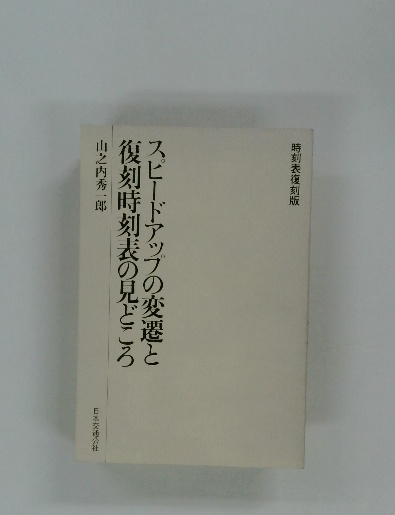 時刻表復刻版
スピードアップの変遷と
復刻時刻表の見どころ
山之内秀一郎
日本交通公社